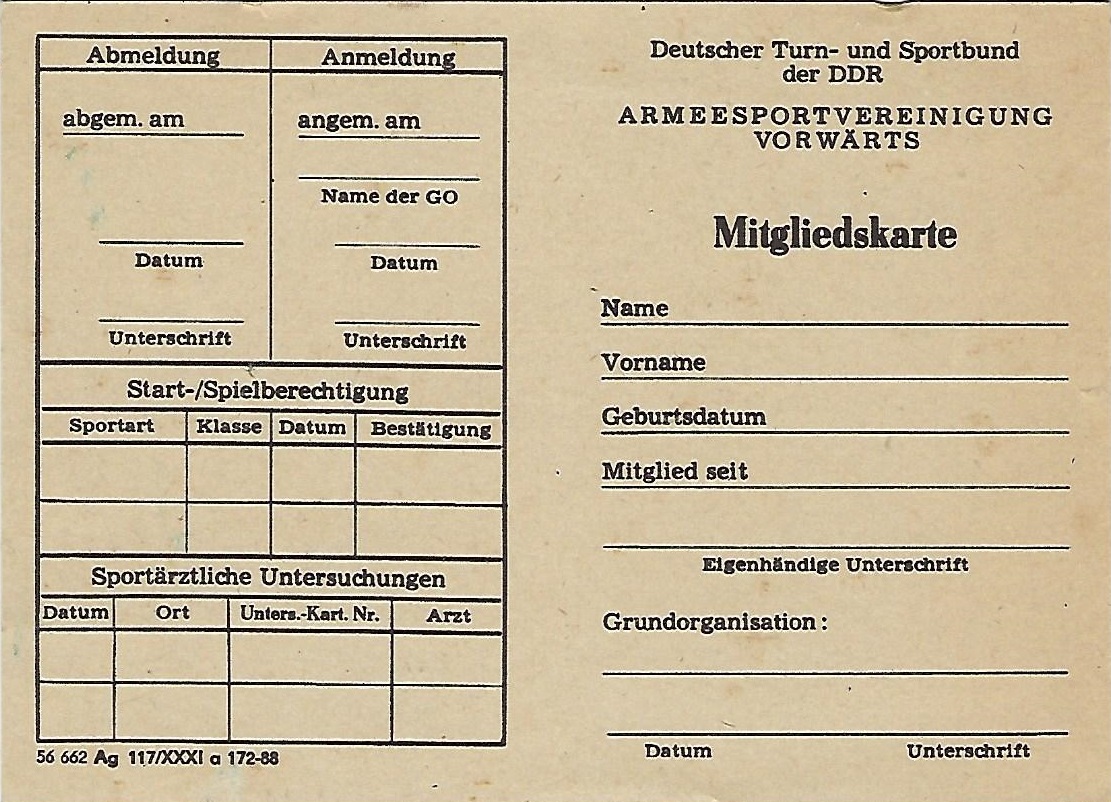 Abmeldung Anmeldung
abgem. am angem. am
Name der GO
Datum Datum
Unterschrift Unterschrift
Start-/Spielberechtigung
Sportart Klasse Datum Bestätigung
Sportärztliche Untersuchungen
Datum Ort Unters.-Kart. Nr. Arzt
56 662 Ag 117/XXXI a 172-88
Deutscher Turn- und Sportbund
der DDR
ARMEESPORTVEREINIGUNG
VORWÄRTS
Mitgliedskarte
Name
Vorname
Geburtsdatum
Mitglied seit
Eigenhändige Unterschrift
Grundorganisation:
Datum Unterschrift